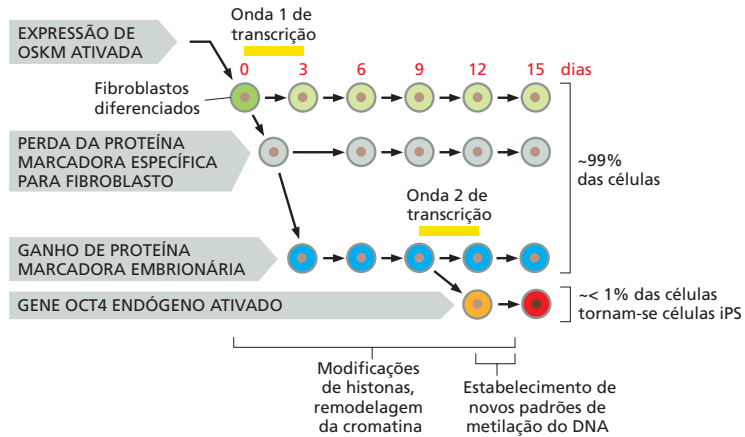 EXPRESSÃO DE
OSKM ATIVADA
Onda 1 de
transcrição
0 3 6 9 12 15 dias
Fibroblastos
diferenciados
PERDA DA PROTEÍNA
MARCADORA ESPECÍFICA
PARA FIBROBLASTO
~99%
das células
Onda 2 de
transcrição
GANHO DE PROTEÍNA
MARCADORA EMBRIONÁRIA
GENE OCT4 ENDÓGENO ATIVADO
~< 1% das células
tornam-se células iPS
Modificações
de histonas,
remodelagem
da cromatina
Estabelecimento de
novos padrões de
metilação do DNA